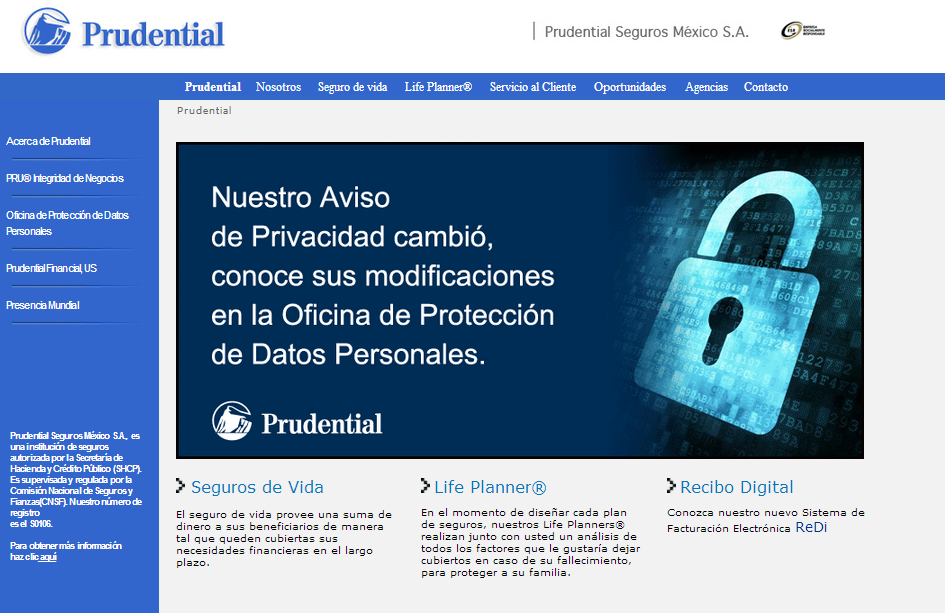 Prudential
Prudential Seguros México S.A.
ESR EMPRESA SOCIALMENTE RESPONSABLE
Prudential Nosotros Seguro de vida Life Planner® Servicio al Cliente Oportunidades Agencias Contacto
Prudential
Acerca de Prudential
PRU® Integridad de Negocios
Oficina de Protección de Datos
Personales
Prudential Financial, US
Presencia Mundial
Prudential Seguros México S.A., es
una institución de seguros
autorizada por la Secretaría de
Hacienda y Crédito Público (SHCP).
Es supervisada y regulada por la
Comisión Nacional de Seguros y
Fianzas(CNSF). Nuestro número de
registro
es el S0106.
Para obtener más información
haz clic aquí
Nuestro Aviso
de Privacidad cambió,
conoce sus modificaciones
en la Oficina de Protección
de Datos Personales.
Prudential
Seguros de Vida
El seguro de vida provee una suma de
dinero a sus beneficiarios de manera
tal que queden cubiertas sus
necesidades financieras en el largo
plazo.
Life Planner®
En el momento de diseñar cada plan
de seguros, nuestros Life Planners®
realizan junto con usted un análisis de
todos los factores que le gustaría dejar
cubiertos en caso de su fallecimiento,
para proteger a su familia.
Recibo Digital
Conozca nuestro nuevo Sistema de
Facturación Electrónica ReDi